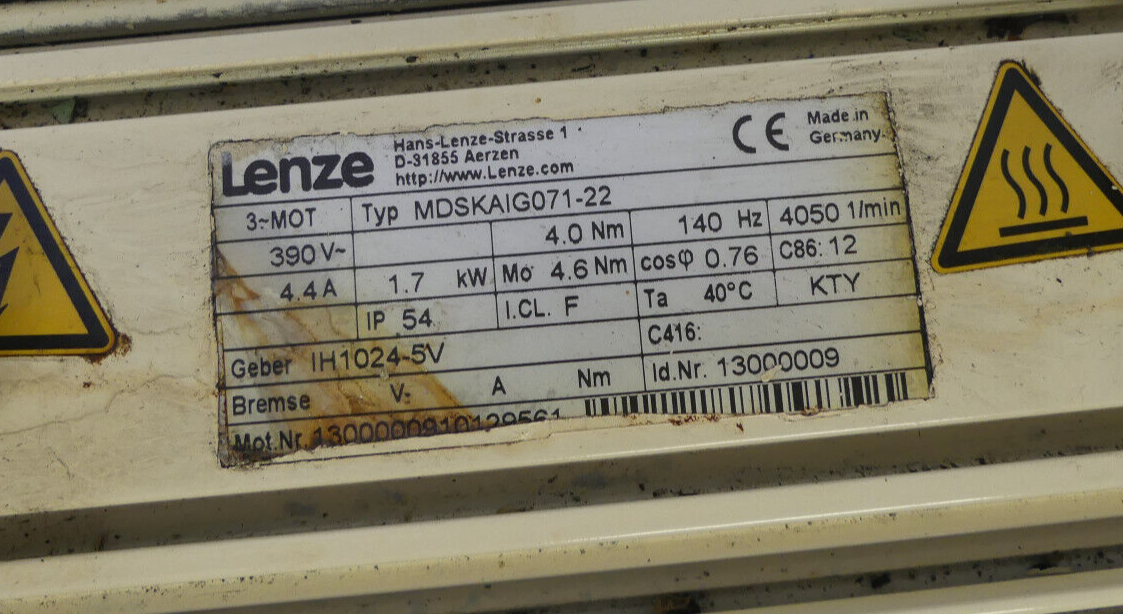 Lenze
Hans-Lenze-Strasse 1
D-31855 Aerzen
http://www.Lenze.com
CE
Made in
Germany
3~MOT Typ MDSKAIG071-22
390 V~ 4.0 Nm 140 Hz 4050 1/min
4.4 A 1.7 kW Mo 4.6 Nm cosφ 0.76 C86: 12
IP 54 I.CL. F Ta 40°C KTY
Geber IH1024-5V C416:
Bremse V- A Nm Id.Nr. 13000009
Mot.Nr. 1300000910129561